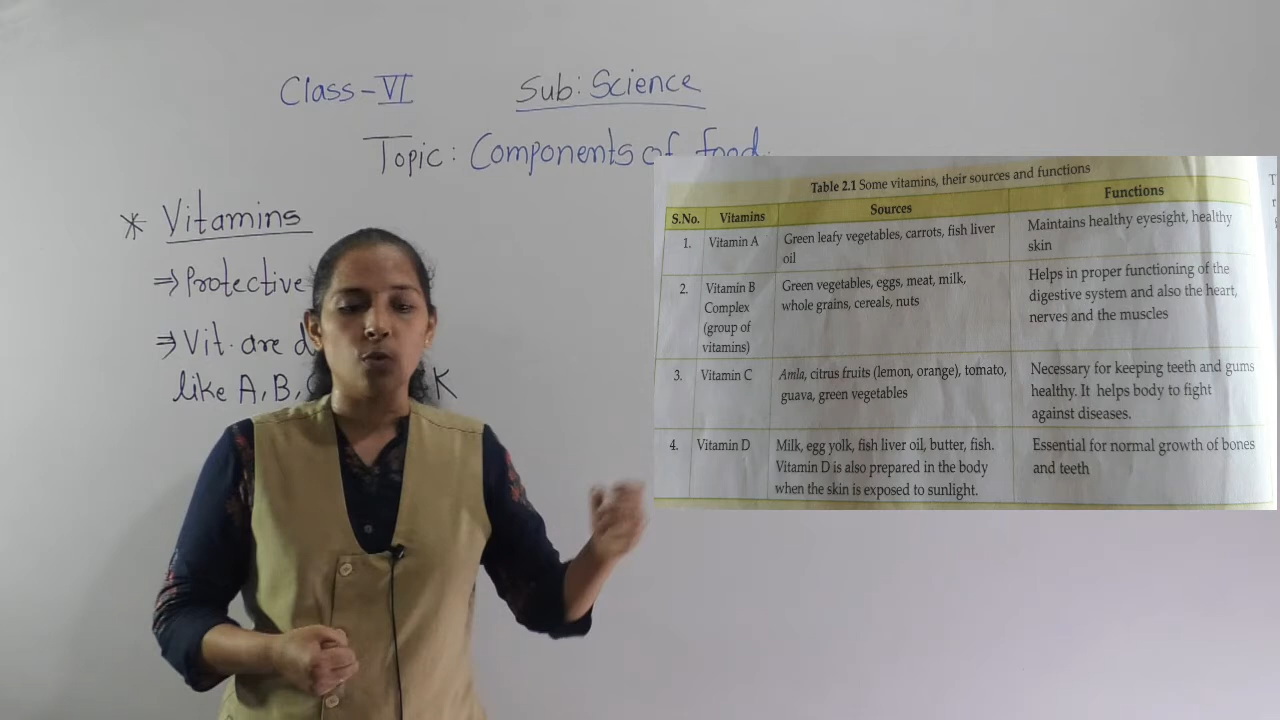 Class-VI Sub: Science
Topic: Components of food.
* Vitamins
⇒ Protective
⇒ Vit. are d
like A, B, K
Table 2.1 Some vitamins, their sources and functions
S.No. Vitamins Sources Functions
1. Vitamin A Green leafy vegetables, carrots, fish liver Maintains healthy eyesight, healthy
oil skin
2. Vitamin B Green vegetables, eggs, meat, milk, Helps in proper functioning of the
Complex whole grains, cereals, nuts digestive system and also the heart,
(group of nerves and the muscles
vitamins)
3. Vitamin C Amla, citrus fruits (lemon, orange), tomato, Necessary for keeping teeth and gums
guava, green vegetables healthy. It helps body to fight
against diseases.
4. Vitamin D Milk, egg yolk, fish liver oil, butter, fish. Essential for normal growth of bones
Vitamin D is also prepared in the body and teeth
when the skin is exposed to sunlight.